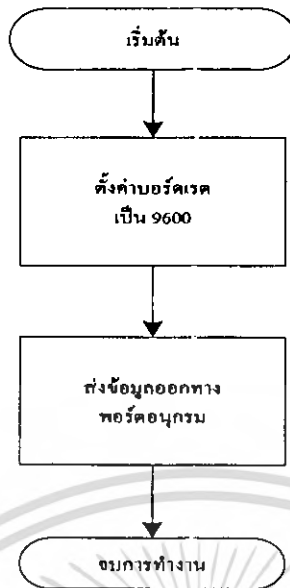 เริ่มต้น
ตั้งค่าบอร์ดเรต
เป็น 9600
ส่งข้อมูลออกทาง
พอร์ตอนุกรม
จบการทำงาน